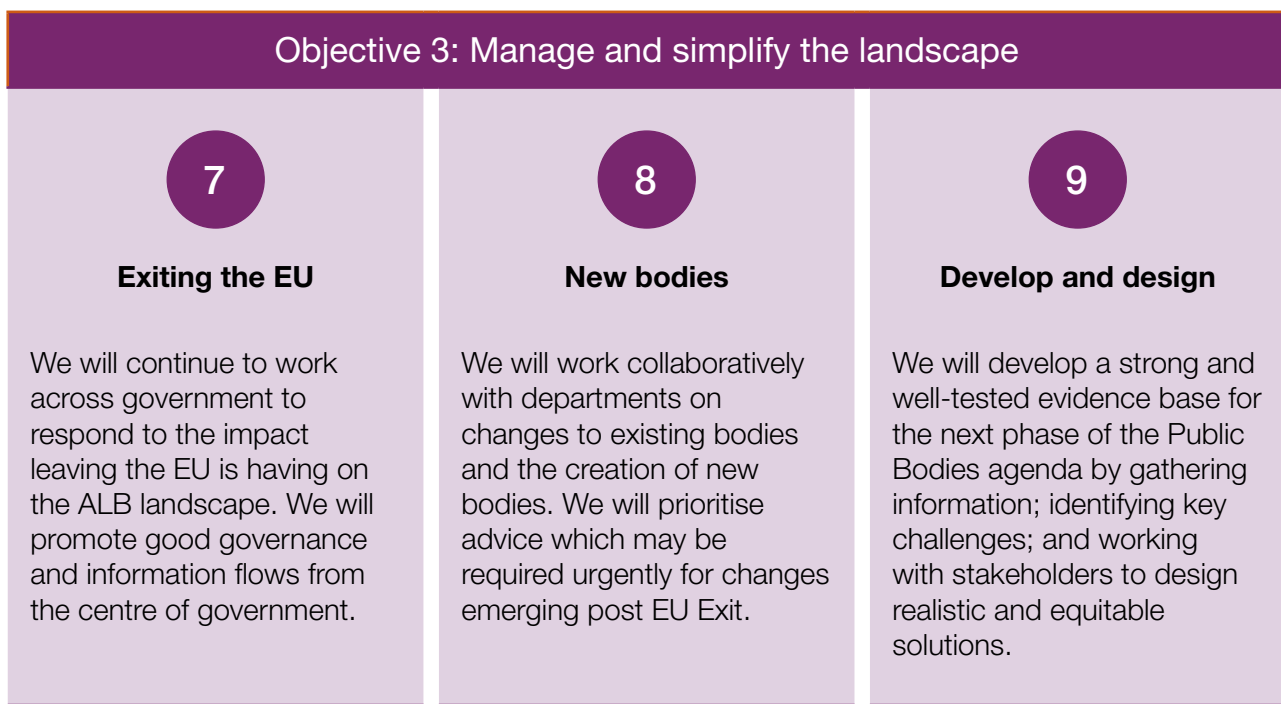 Objective 3: Manage and simplify the landscape
7
Exiting the EU
We will continue to work
across government to
respond to the impact
leaving the EU is having on
the ALB landscape. We will
promote good governance
and information flows from
the centre of government.
8
New bodies
We will work collaboratively
with departments on
changes to existing bodies
and the creation of new
bodies. We will prioritise
advice which may be
required urgently for changes
emerging post EU Exit.
9
Develop and design
We will develop a strong and
well-tested evidence base for
the next phase of the Public
Bodies agenda by gathering
information; identifying key
challenges; and working
with stakeholders to design
realistic and equitable
solutions.